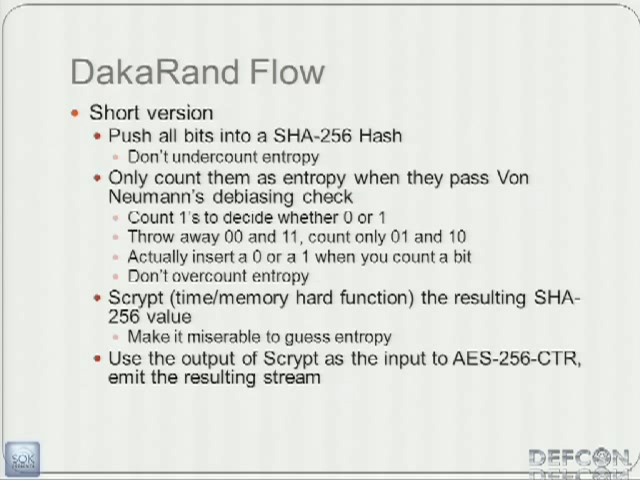 DakaRand Flow
Short version
Push all bits into a SHA-256 Hash
Don't undercount entropy
Only count them as entropy when they pass Von
Neumann's debiasing check
Count 1's to decide whether 0 or 1
Throw away 00 and 11, count only 01 and 10
Actually insert a 0 or a 1 when you count a bit
Don't overcount entropy
Scrypt (time/memory hard function) the resulting SHA-
256 value
Make it miserable to guess entropy
Use the output of Scrypt as the input to AES-256-CTR,
emit the resulting stream
SOK
DEFCON